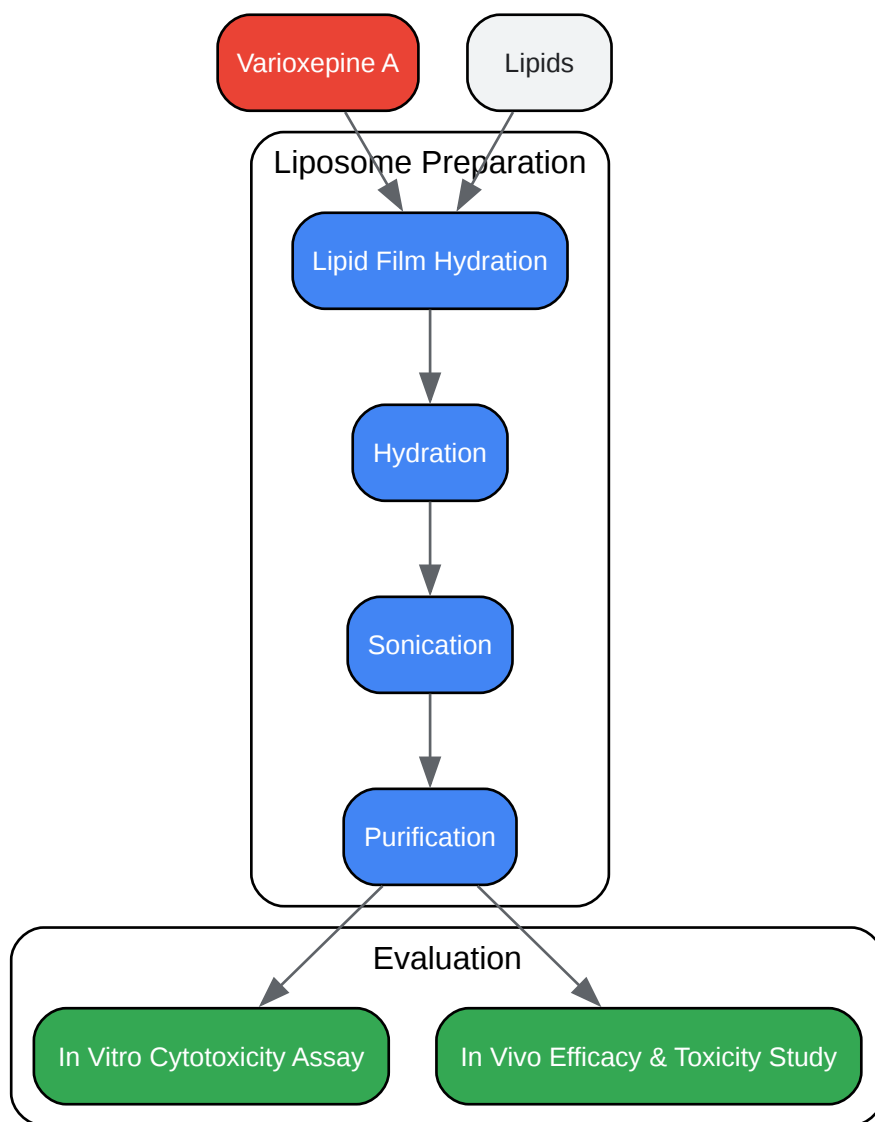 Varioxepine A
Lipids
Liposome Preparation
Lipid Film Hydration
Hydration
Sonication
Purification
Evaluation
In Vitro Cytotoxicity Assay
In Vivo Efficacy & Toxicity Study